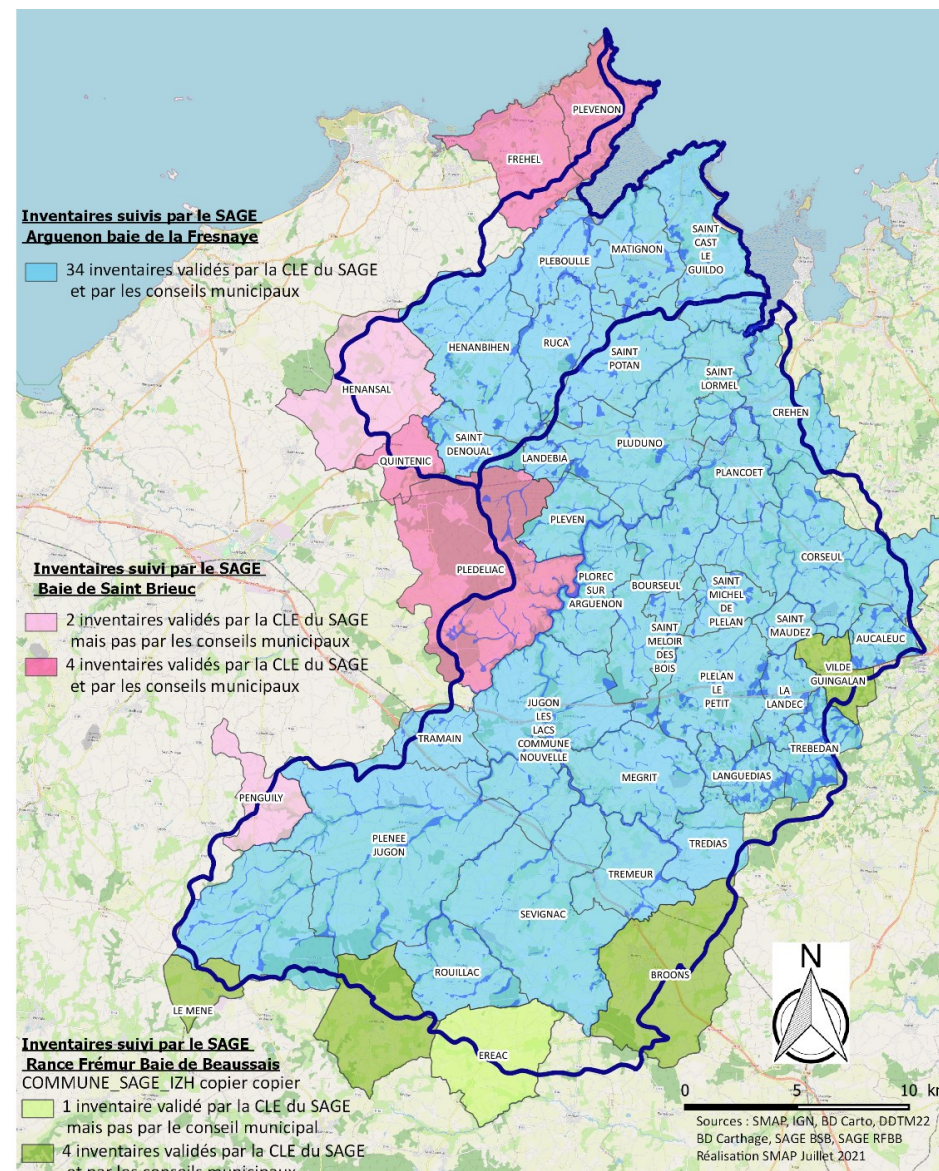 PLEVENON
FREHEL
Inventaires suivis par le SAGE
Arguenon baie de la Fresnaye
34 inventaires validés par la CLE du SAGE
et par les conseils municipaux
SAINT
CAST
LE
GUILDO
MATIGNON
PLEBOULLE
HENANBIHEN
RUCA
SAINT
POTAN
HENANSAL
SAINT
LORMEL
CREHEN
SAINT
DENOUAL
QUINTENIC
LANDEBIA
PLUDUNO
PLANCOET
PLEVEN
Inventaires suivi par le SAGE
Baie de Saint Brieuc
2 inventaires validés par la CLE du SAGE
mais pas par les conseils municipaux
4 inventaires validés par la CLE du SAGE
et par les conseils municipaux
PLEDELIAC
CORSEUL
PLOREC
SUR
ARGUENON
BOURSEUL
SAINT
MICHEL
DE
PLELAN
SAINT
MAUDEZ
AUCALEUC
SAINT
MELOIR
DES
BOIS
VILDE
GUINGALAN
PLELAN
LE
PETIT
LA
LANDEC
JUGON
LES
LACS
COMMUNE
NOUVELLE
TRAMAIN
TREBEDAN
MEGRIT
LANGUEDIAS
PENGUILY
PLENEE
JUGON
TREDIAS
TREMEUR
SEVIGNAC
ROUILLAC
BROONS
N
LE MENE
EREAC
Inventaires suivi par le SAGE
Rance Frémur Baie de Beaussais
COMMUNE_SAGE_IZH copier copier
1 inventaire validé par la CLE du SAGE
mais pas par le conseil municipal
4 inventaires validés par la CLE du SAGE
et par les conseils municipaux
0 5 10 km
Sources : SMAP, IGN, BD Carto, DDTM22
BD Carthage, SAGE BSB, SAGE RFBB
Réalisation SMAP Juillet 2021